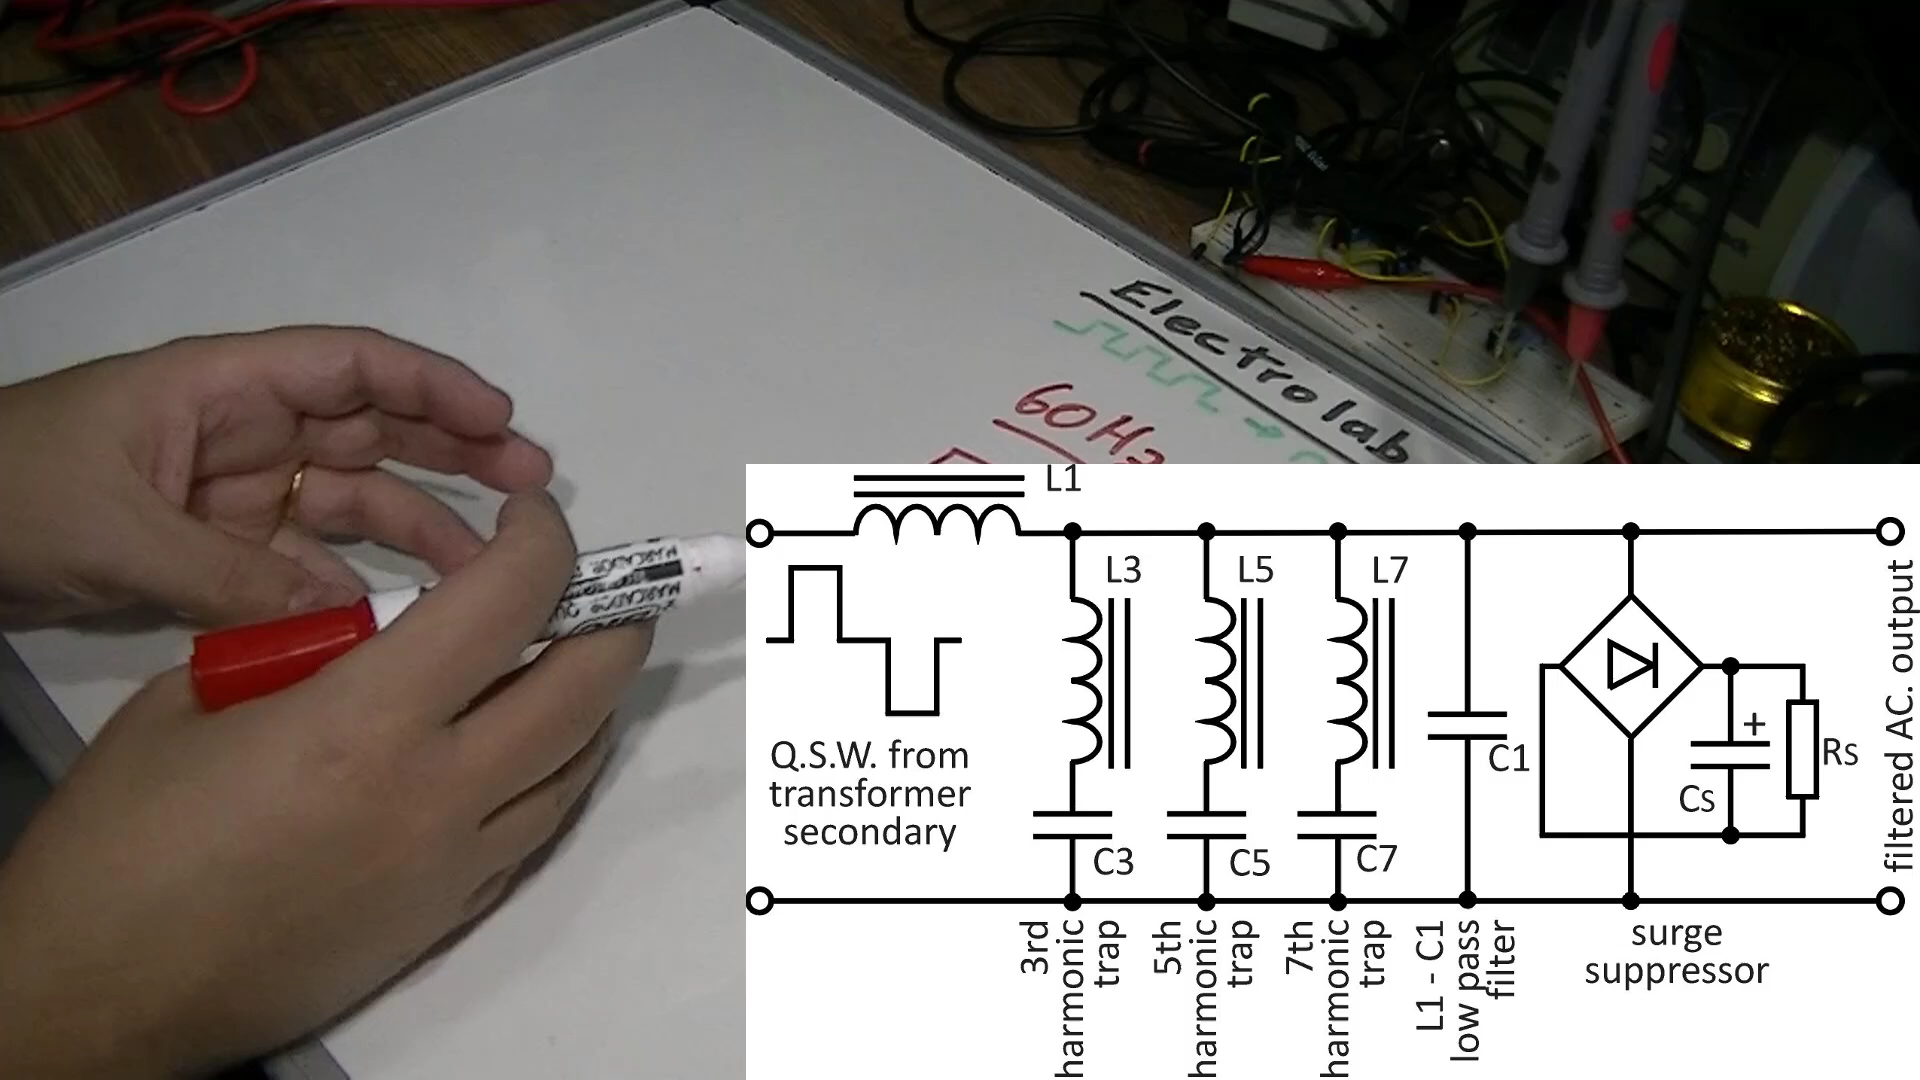 Electrolab
60Hz
L1
L3
L5
L7
Q.S.W. from
transformer
secondary
C3
C5
C7
C1
+
Cs
Rs
filtered AC. output
3rd
harmonic
trap
5th
harmonic
trap
7th
harmonic
trap
L1 - C1
low pass
filter
surge
suppressor